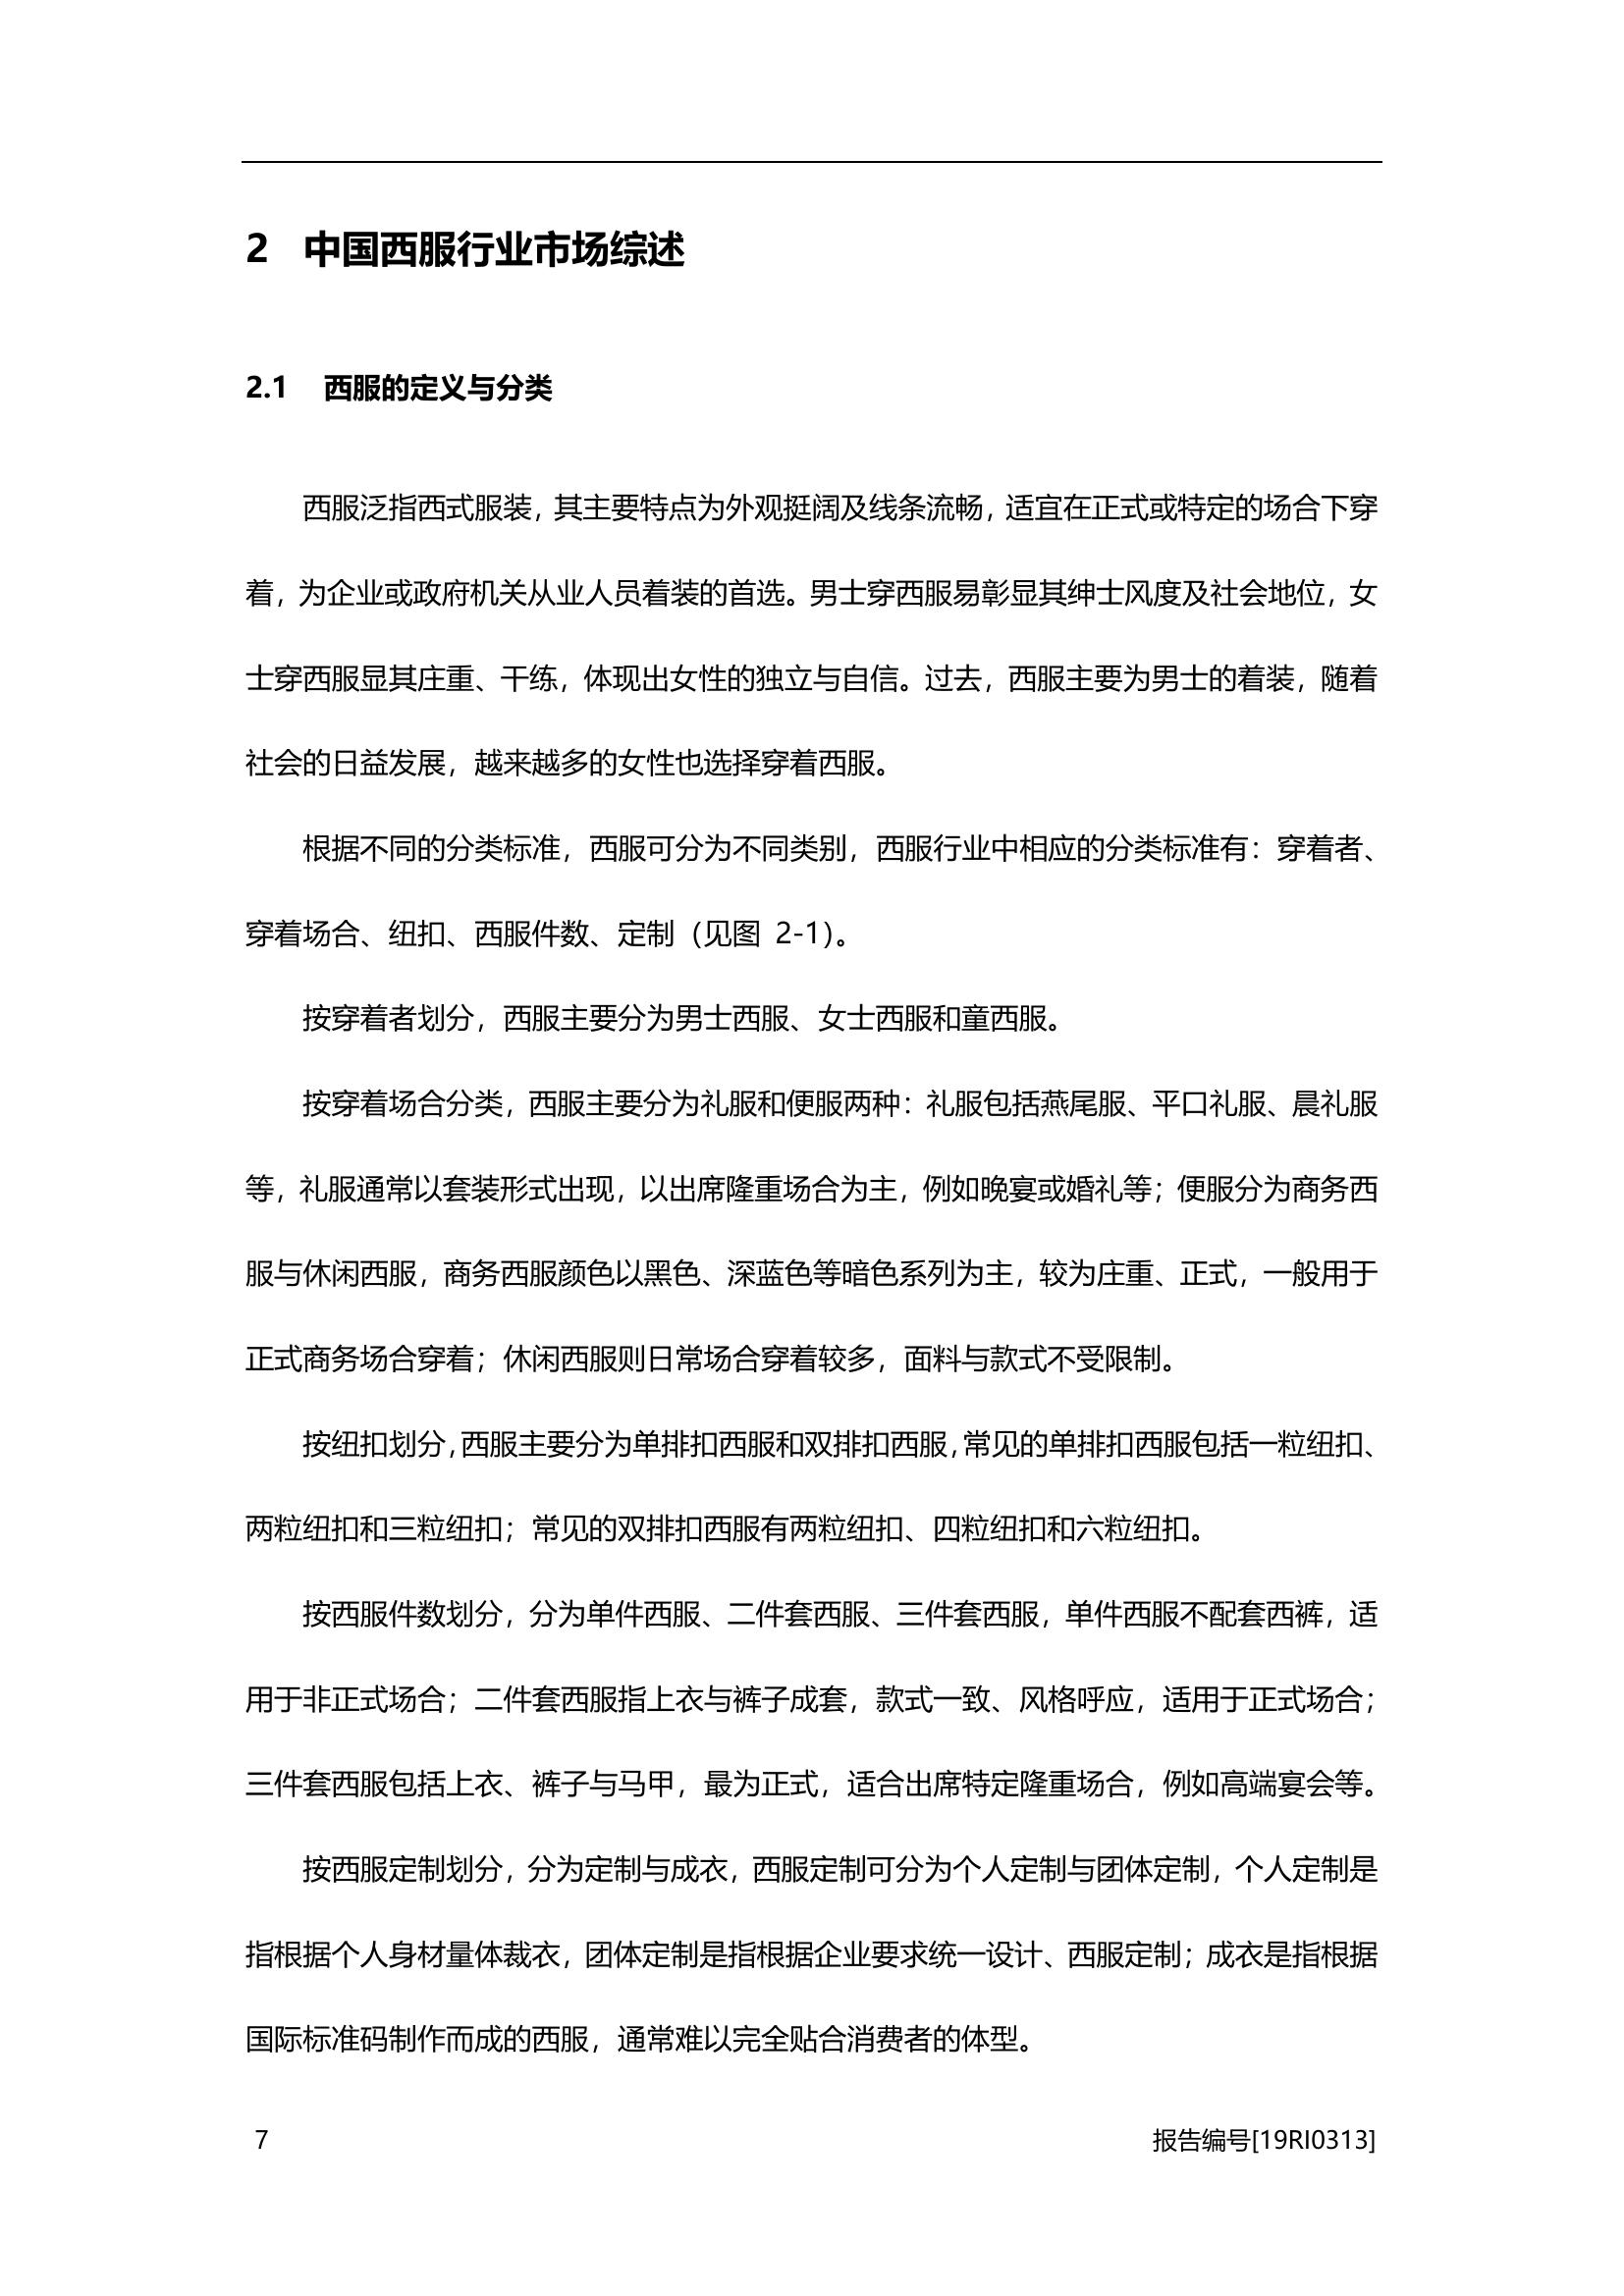 2 中国西服行业市场综述
2.1 西服的定义与分类
西服泛指西式服装，其主要特点为外观挺阔及线条流畅，适宜在正式或特定的场合下穿
着，为企业或政府机关从业人员着装的首选。男士穿西服易彰显其绅士风度及社会地位，女
士穿西服显其庄重、干练，体现出女性的独立与自信。过去，西服主要为男士的着装，随着
社会的日益发展，越来越多的女性也选择穿着西服。
根据不同的分类标准，西服可分为不同类别，西服行业中相应的分类标准有：穿着者、
穿着场合、纽扣、西服件数、定制（见图 2-1）。
按穿着者划分，西服主要分为男士西服、女士西服和童西服。
按穿着场合分类，西服主要分为礼服和便服两种：礼服包括燕尾服、平口礼服、晨礼服
等，礼服通常以套装形式出现，以出席隆重场合为主，例如晚宴或婚礼等；便服分为商务西
服与休闲西服，商务西服颜色以黑色、深蓝色等暗色系列为主，较为庄重、正式，一般用于
正式商务场合穿着；休闲西服则日常场合穿着较多，面料与款式不受限制。
按纽扣划分，西服主要分为单排扣西服和双排扣西服，常见的单排扣西服包括一粒纽扣、
两粒纽扣和三粒纽扣；常见的双排扣西服有两粒纽扣、四粒纽扣和六粒纽扣。
按西服件数划分，分为单件西服、二件套西服、三件套西服，单件西服不配套西裤，适
用于非正式场合；二件套西服指上衣与裤子成套，款式一致、风格呼应，适用于正式场合；
三件套西服包括上衣、裤子与马甲，最为正式，适合出席特定隆重场合，例如高端宴会等。
按西服定制划分，分为定制与成衣，西服定制可分为个人定制与团体定制，个人定制是
指根据个人身材量体裁衣，团体定制是指根据企业要求统一设计、西服定制；成衣是指根据
国际标准码制作而成的西服，通常难以完全贴合消费者的体型。
7 报告编号[19RI0313]